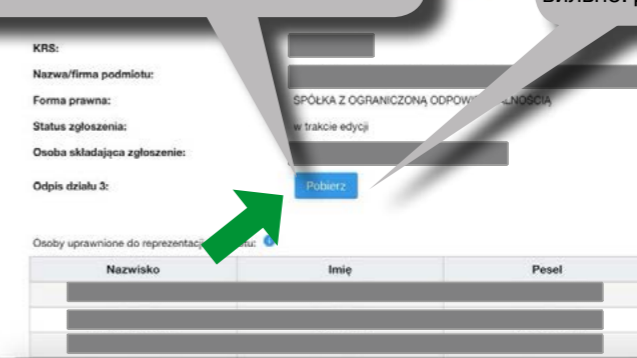 KRS:
Nazwa/firma podmiotu:
Forma prawna: SPÓŁKA Z OGRANICZONĄ
Status zgłoszenia: w trakcie edycji
Osoba składająca zgłoszenie:
Odpis działu 3: Pobierz
Osoby uprawnione do
Nazwisko Imię Pesel